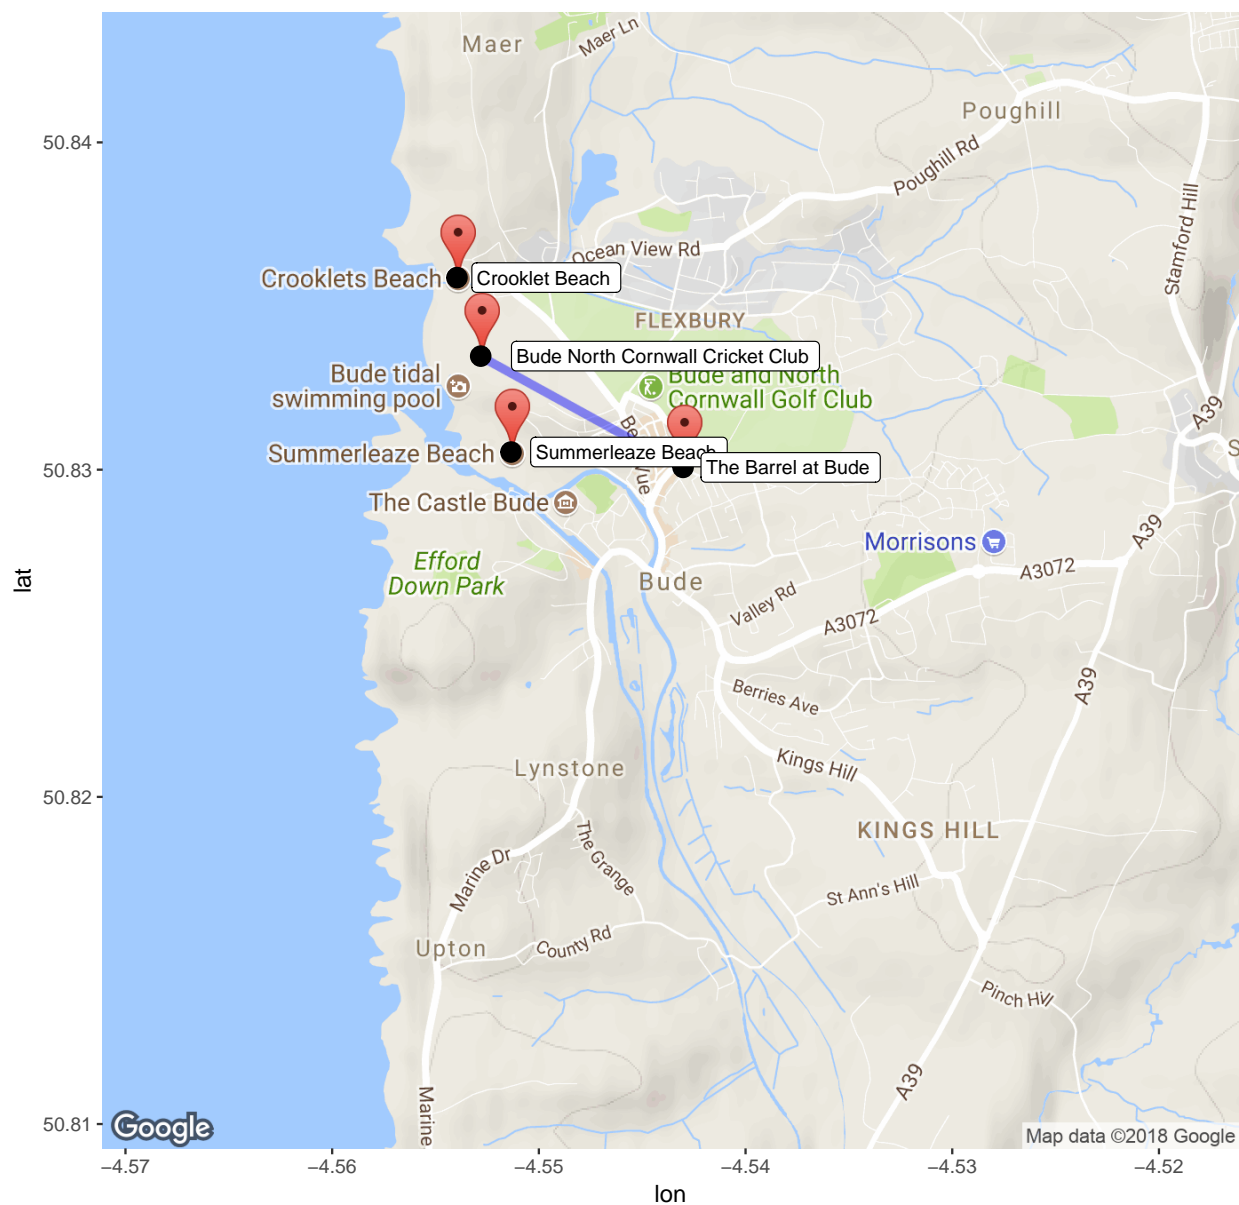 Maer
Maer Ln
Poughill
50.84
Poughill Rd
Stamford Hill
Ocean View Rd
Crooklets Beach
Crooklet Beach
FLEXBURY
Bude North Cornwall Cricket Club
Bude tidal
swimming pool
Bude and North
Cornwall Golf Club
A39
Be
Vue
Summerleaze Beach
Summerleaze Beach
50.83
The Barrel at Bude
S
The Castle Bude
A39
Morrisons
Efford
Down Park
A3072
Bude
Valley Rd
A3072
lat
Berries Ave
A39
Lynstone
Kings Hill
50.82
KINGS HILL
The Grange
Marine Dr
St Ann's Hill
County Rd
Upton
Pinch Hill
A39
Marine
50.81
Google
Map data ©2018 Google
-4.57
-4.56
-4.55
-4.54
-4.53
-4.52
lon